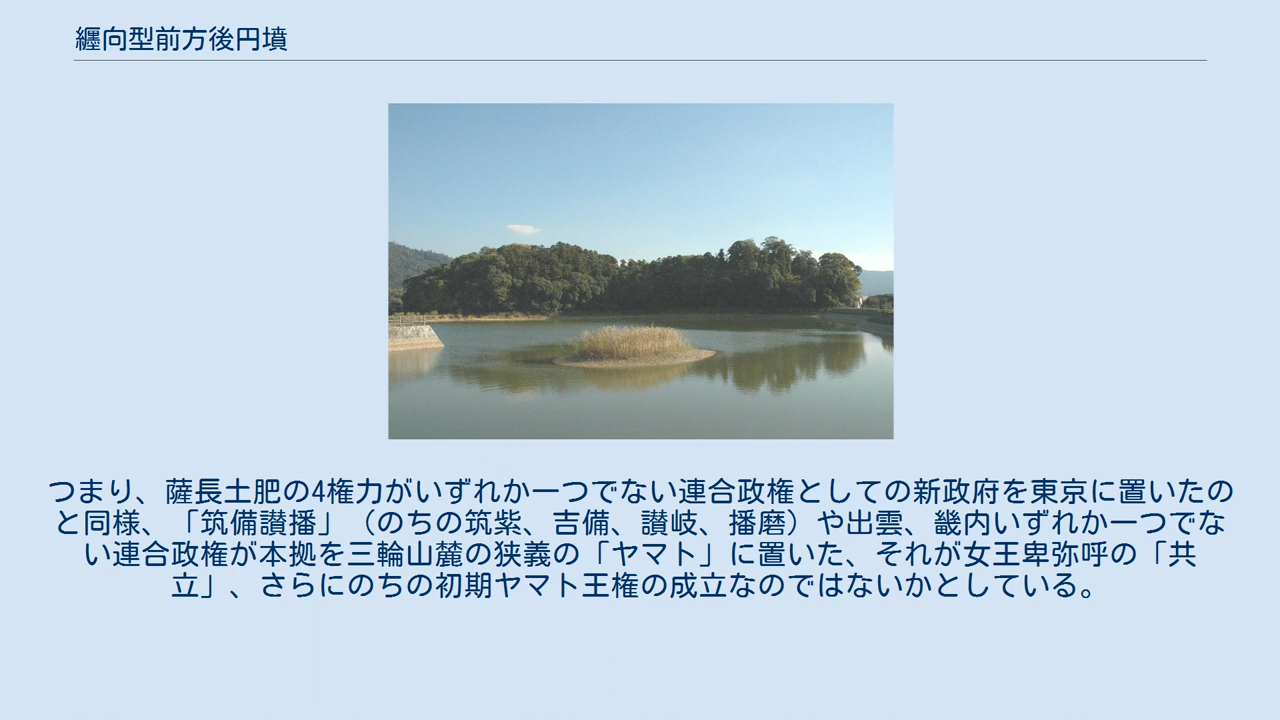 纒向型前方後円墳
つまり、薩長土肥の4権力がいずれか一つでない連合政権としての新政府を東京に置いたの
と同様、「筑備讃播」（のちの筑紫、吉備、讃岐、播磨）や出雲、畿内いずれか一つでな
い連合政権が本拠を三輪山麓の狭義の「ヤマト」に置いた、それが女王卑弥呼の「共
立」、さらにのちの初期ヤマト王権の成立なのではないかとしている。